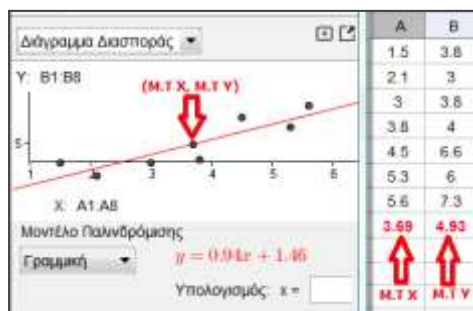 Διάγραμμα Διασποράς
Y: B1:B8
(M.T X, M.T Y)
5
1 2 3 4 5 6
X: A1:A8
Μοντέλο Παλινδρόμισης
Γραμμική
y = 0.94x + 1.46
Υπολογισμός: x =
A B
1.5 3.8
2.1 3
3 3.8
3.8 4
4.5 6.6
5.3 6
5.6 7.3
3.69 4.93
M.T X M.T Y